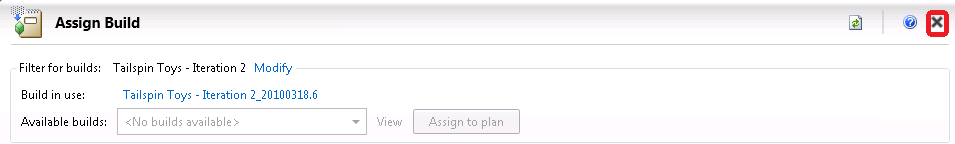 Assign Build
Filter for builds: Tailspin Toys - Iteration 2 Modify
Build in use: Tailspin Toys - Iteration 2_20100318.6
Available builds: <No builds available> View Assign to plan